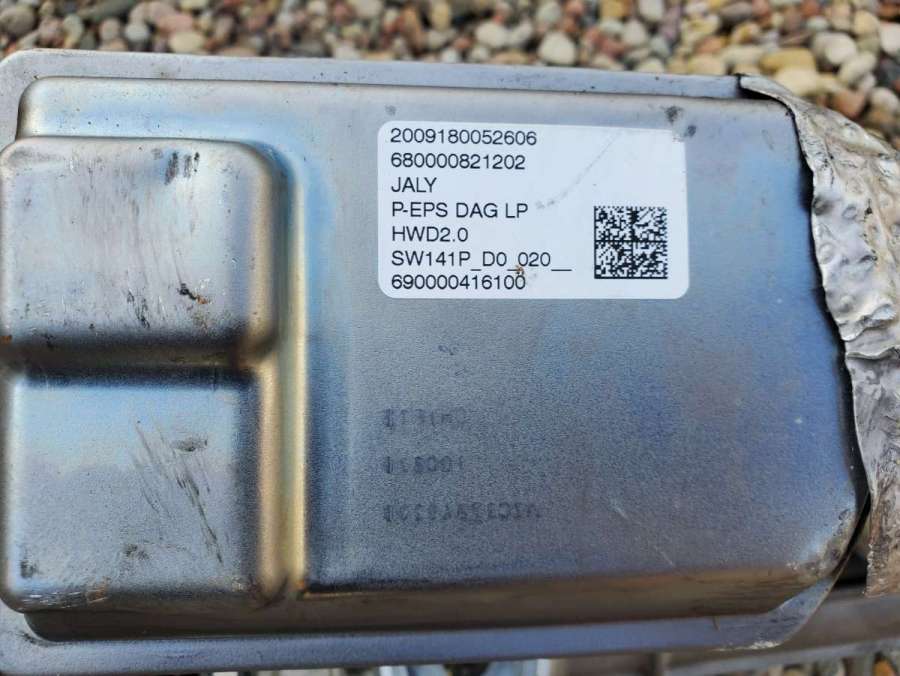 2009180052606
680000821202
JALY
P-EPS DAG LP
HWD2.0
SW141P_D0_020__
690000416100